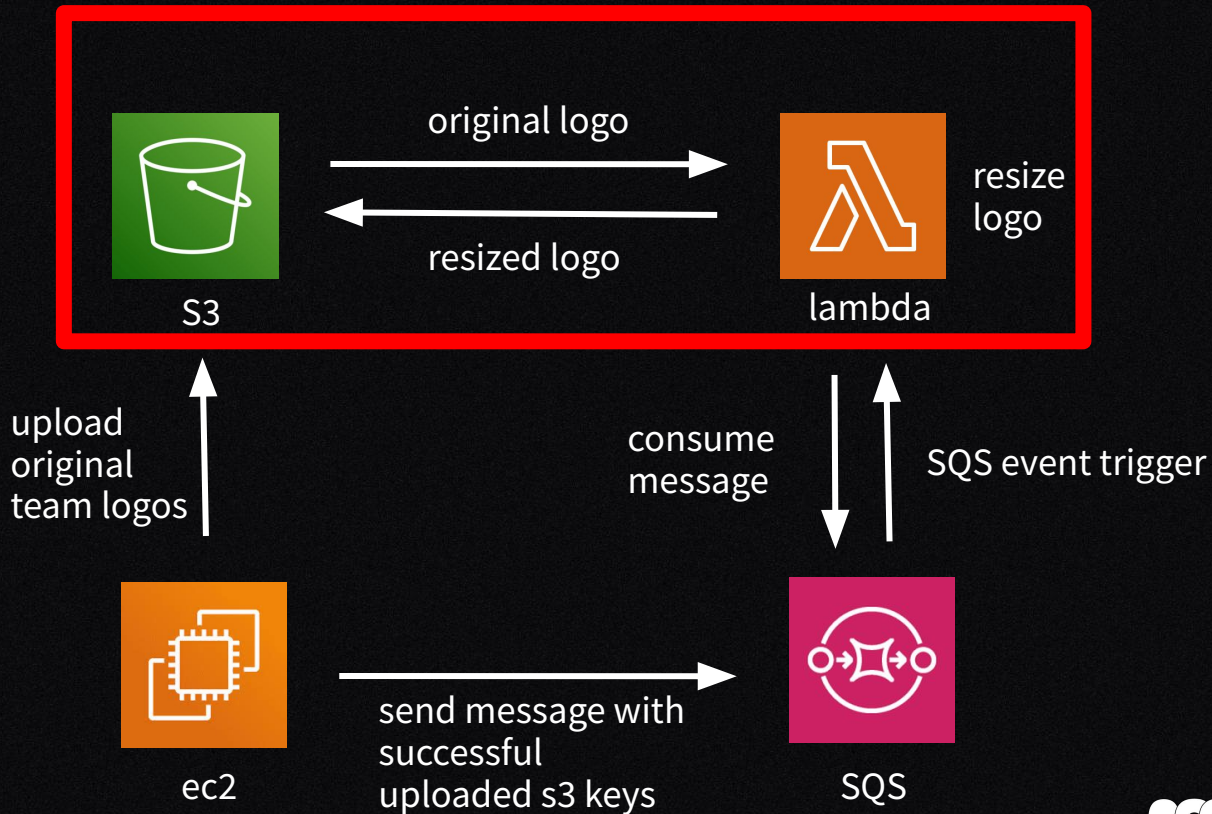 original logo
resize
logo
resized logo
S3
lambda
upload
original
team logos
consume
message
SQS event trigger
send message with
successful
uploaded s3 keys
ec2
SQS